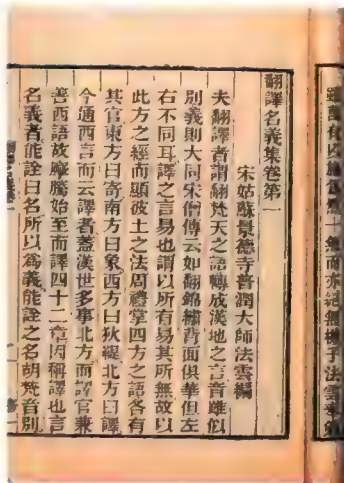 翻譯名義集卷第一
宋姑蘇景德寺普潤大師法雲編
夫翻譯者謂翻梵天之語轉成漢地之言音雖似
別義則大同宋僧傳云如翻錦繡背面俱華但左
右不同耳譯之言易也謂以所有易其所無故以
此方之經而顯彼土之法周禮掌四方之語各有
其官東方曰寄南方曰象西方曰狄鞮北方曰譯
今通西言而云譯者蓋漢世多事北方而譯官兼
善西語故摩騰始至而譯四十二章因稱譯也言
名義者能詮曰名所以為義能詮之名胡梵音別